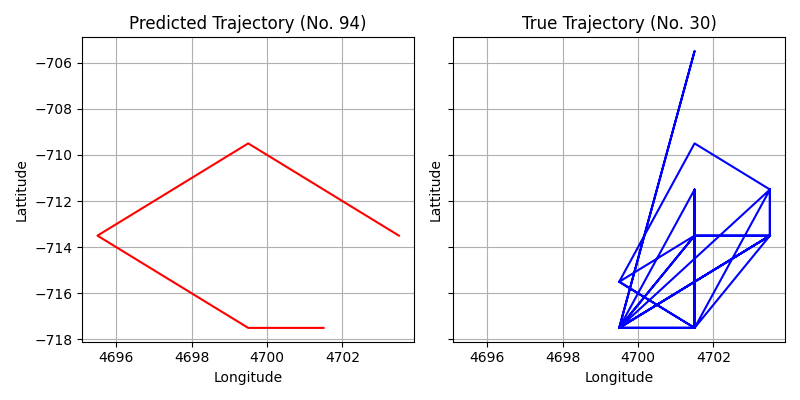 Predicted Trajectory (No. 94)
True Trajectory (No. 30)
Lattitude
−706
−708
−710
−712
−714
−716
−718
4696
4698
4700
4702
Longitude
Lattitude
4696
4698
4700
4702
Longitude